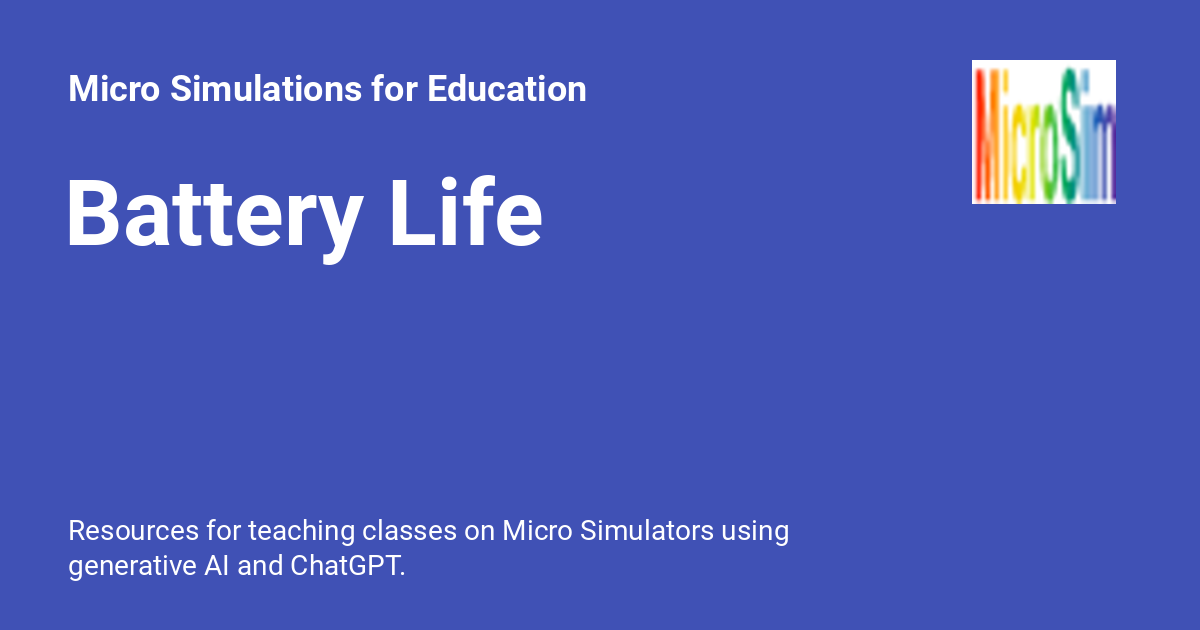 Micro Simulations for Education
MicroSim
Battery Life
Resources for teaching classes on Micro Simulators using
generative AI and ChatGPT.